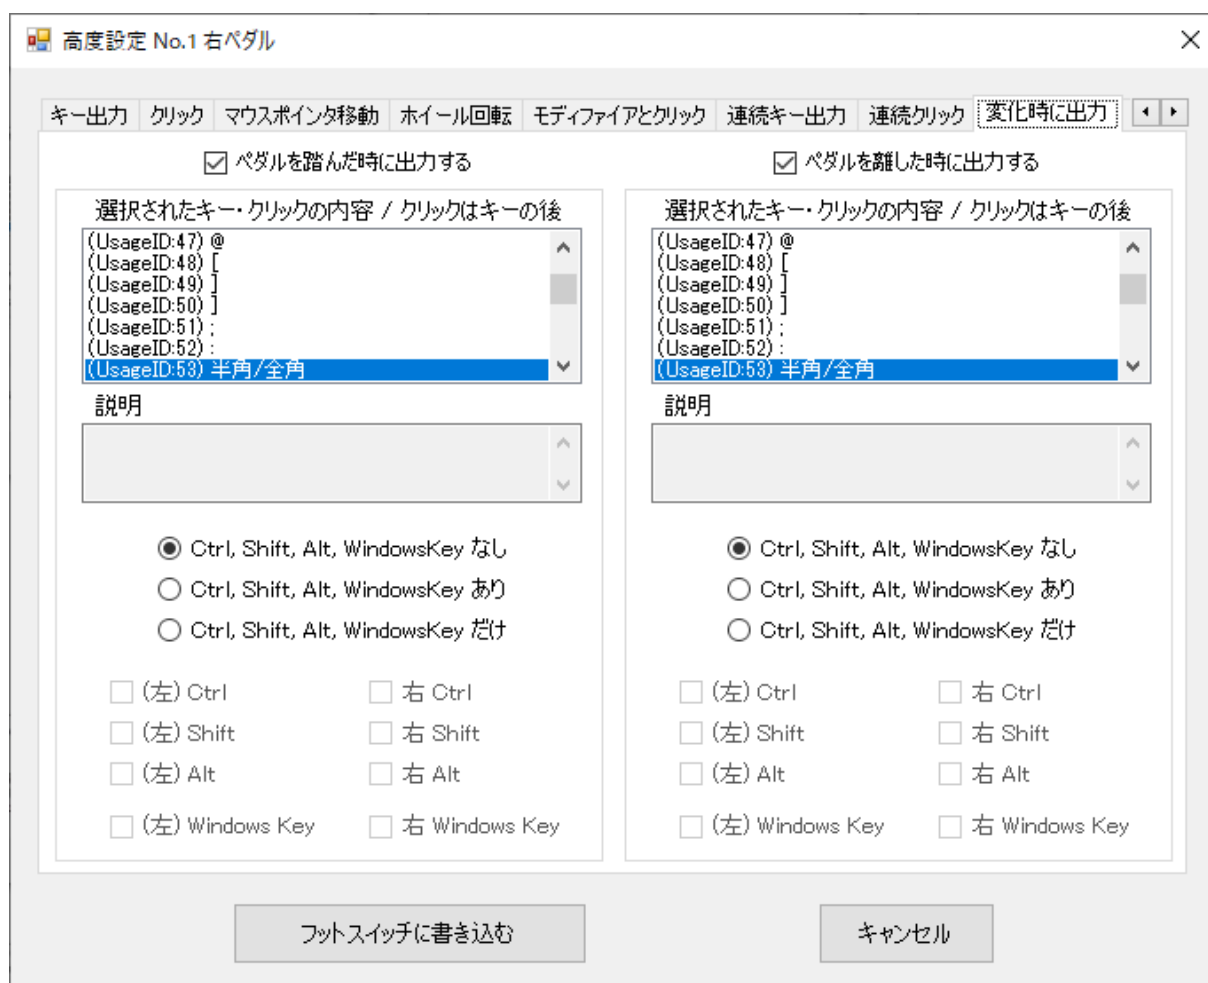 高度設定 No.1 右ペダル
キー出力 クリック マウスポインタ移動 ホイール回転 モディファイアとクリック 連続キー出力 連続クリック 変化時に出力
ペダルを踏んだ時に出力する
選択されたキー・クリックの内容 / クリックはキーの後
(UsageID:47) @
(UsageID:48) [
(UsageID:49) ]
(UsageID:50) ]
(UsageID:51) ;
(UsageID:52) :
(UsageID:53) 半角/全角
説明
Ctrl, Shift, Alt, WindowsKey なし
Ctrl, Shift, Alt, WindowsKey あり
Ctrl, Shift, Alt, WindowsKey だけ
(左) Ctrl 右 Ctrl
(左) Shift 右 Shift
(左) Alt 右 Alt
(左) Windows Key 右 Windows Key
ペダルを離した時に出力する
選択されたキー・クリックの内容 / クリックはキーの後
(UsageID:47) @
(UsageID:48) [
(UsageID:49) ]
(UsageID:50) ]
(UsageID:51) ;
(UsageID:52) :
(UsageID:53) 半角/全角
説明
Ctrl, Shift, Alt, WindowsKey なし
Ctrl, Shift, Alt, WindowsKey あり
Ctrl, Shift, Alt, WindowsKey だけ
(左) Ctrl 右 Ctrl
(左) Shift 右 Shift
(左) Alt 右 Alt
(左) Windows Key 右 Windows Key
フットスイッチに書き込む キャンセル